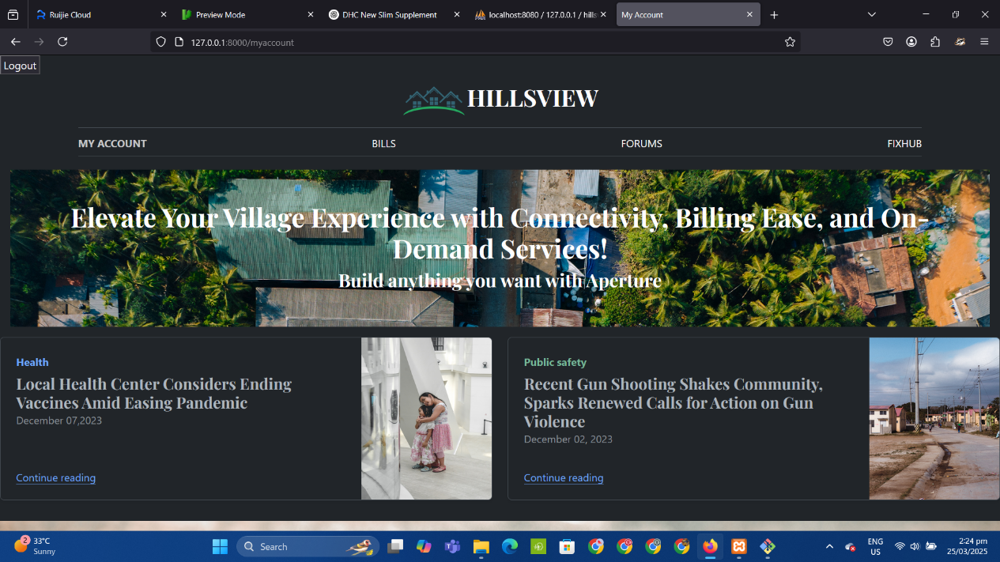 Ruijie Cloud
Preview Mode
DHC New Slim Supplement
localhost:8080 / 127.0.0.1 / hills
My Account
127.0.0.1:8000/myaccount
Logout
HILLSVIEW
MY ACCOUNT
BILLS
FORUMS
FIXHUB
Elevate Your Village Experience with Connectivity, Billing Ease, and On-
Demand Services!
Build anything you want with Aperture
Health
Local Health Center Considers Ending
Vaccines Amid Easing Pandemic
December 07,2023
Continue reading
Public safety
Recent Gun Shooting Shakes Community,
Sparks Renewed Calls for Action on Gun
Violence
December 02, 2023
Continue reading
2
33°C
Sunny
Search
ENG
US
2:24 pm
25/03/2025